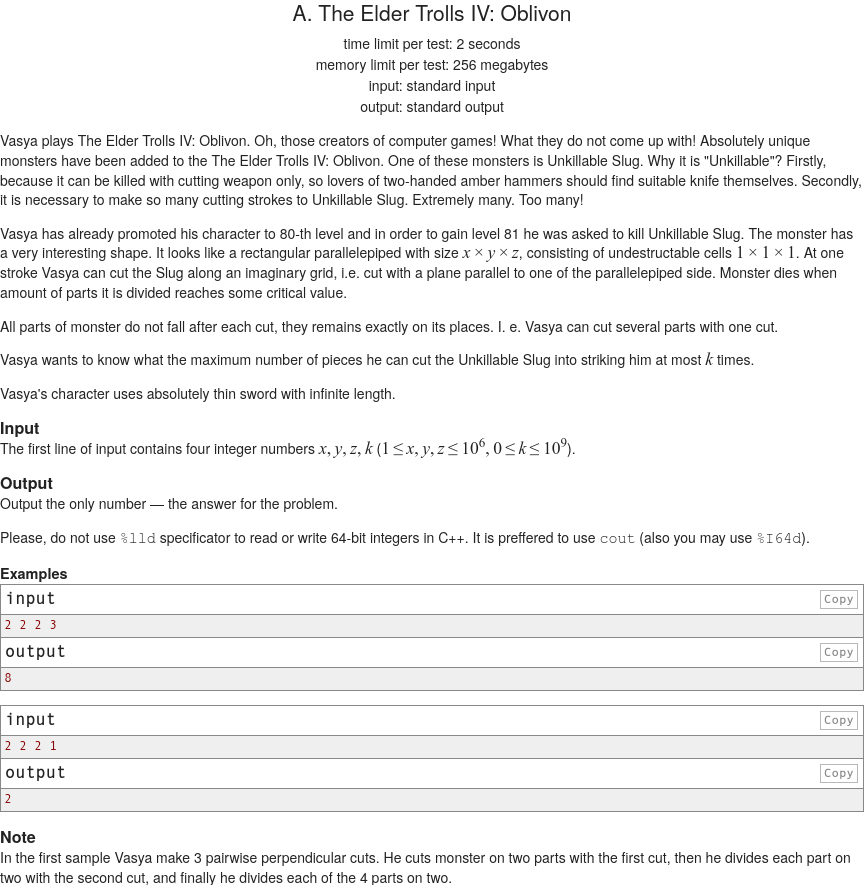 A. The Elder Trolls IV: Oblivon
time limit per test: 2 seconds
memory limit per test: 256 megabytes
input: standard input
output: standard output
Vasya plays The Elder Trolls IV: Oblivon. Oh, those creators of computer games! What they do not come up with! Absolutely unique
monsters have been added to the The Elder Trolls IV: Oblivon. One of these monsters is Unkillable Slug. Why it is "Unkillable"? Firstly,
because it can be killed with cutting weapon only, so lovers of two-handed amber hammers should find suitable knife themselves. Secondly,
it is necessary to make so many cutting strokes to Unkillable Slug. Extremely many. Too many!
Vasya has already promoted his character to 80-th level and in order to gain level 81 he was asked to kill Unkillable Slug. The monster has
a very interesting shape. It looks like a rectangular parallelepiped with size x × y × z, consisting of undestructable cells 1 × 1 × 1. At one
stroke Vasya can cut the Slug along an imaginary grid, i.e. cut with a plane parallel to one of the parallelepiped side. Monster dies when
amount of parts it is divided reaches some critical value.
All parts of monster do not fall after each cut, they remains exactly on its places. I. e. Vasya can cut several parts with one cut.
Vasya wants to know what the maximum number of pieces he can cut the Unkillable Slug into striking him at most k times.
Vasya's character uses absolutely thin sword with infinite length.
Input
The first line of input contains four integer numbers x, y, z, k (1 ≤ x, y, z ≤ 10^6, 0 ≤ k ≤ 10^9).
Output
Output the only number — the answer for the problem.
Please, do not use %lld specificator to read or write 64-bit integers in C++. It is preffered to use cout (also you may use %I64d).
Examples
input Copy
2 2 2 3
output Copy
8
input Copy
2 2 2 1
output Copy
2
Note
In the first sample Vasya make 3 pairwise perpendicular cuts. He cuts monster on two parts with the first cut, then he divides each part on
two with the second cut, and finally he divides each of the 4 parts on two.